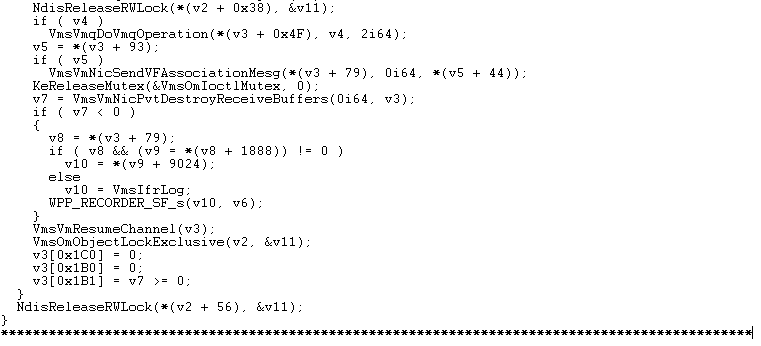 NdisReleaseRWLock(*(v2 + 0x38), &v11);
if ( v4 )
VmsVmqDoVmqOperation(*(v3 + 0x4F), v4, 2i64);
v5 = *(v3 + 93);
if ( v5 )
VmsVmNicSendVFAssociationMesg(*(v3 + 79), 0i64, *(v5 + 44));
KeReleaseMutex(&VmsOmIoctlMutex, 0);
v7 = VmsVmNicPvtDestroyReceiveBuffers(0i64, v3);
if ( v7 < 0 )
{
v8 = *(v3 + 79);
if ( v8 && (v9 = *(v8 + 1888)) != 0 )
v10 = *(v9 + 9024);
else
v10 = VmsIfrLog;
WPP_RECORDER_SF_s(v10, v6);
}
VmsVmResumeChannel(v3);
VmsOmObjectLockExclusive(v2, &v11);
v3[0x1C0] = 0;
v3[0x1B0] = 0;
v3[0x1B1] = v7 >= 0;
}
NdisReleaseRWLock(*(v2 + 56), &v11);
}
**********************************************************************************************